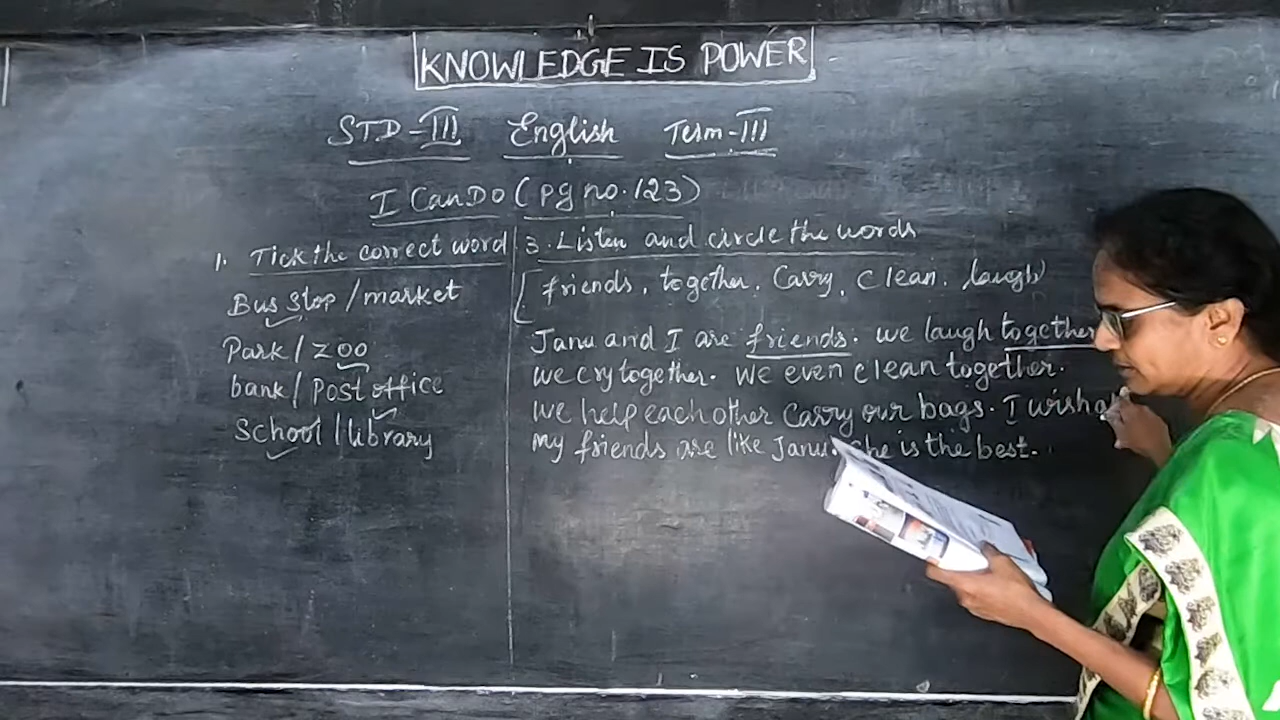 KNOWLEDGE IS POWER
STD-III English Term-III
I Can Do (pg no. 123)
1. Tick the correct word
Bus Stop / market
Park / zoo
bank / Post office
School / library
3. Listen and circle the words
[friends, together, Carry, clean, laugh)
Janu and I are friends. we laugh together
we cry together. We even clean together.
We help each other Carry our bags. I wish
My friends are like Janu. She is the best.